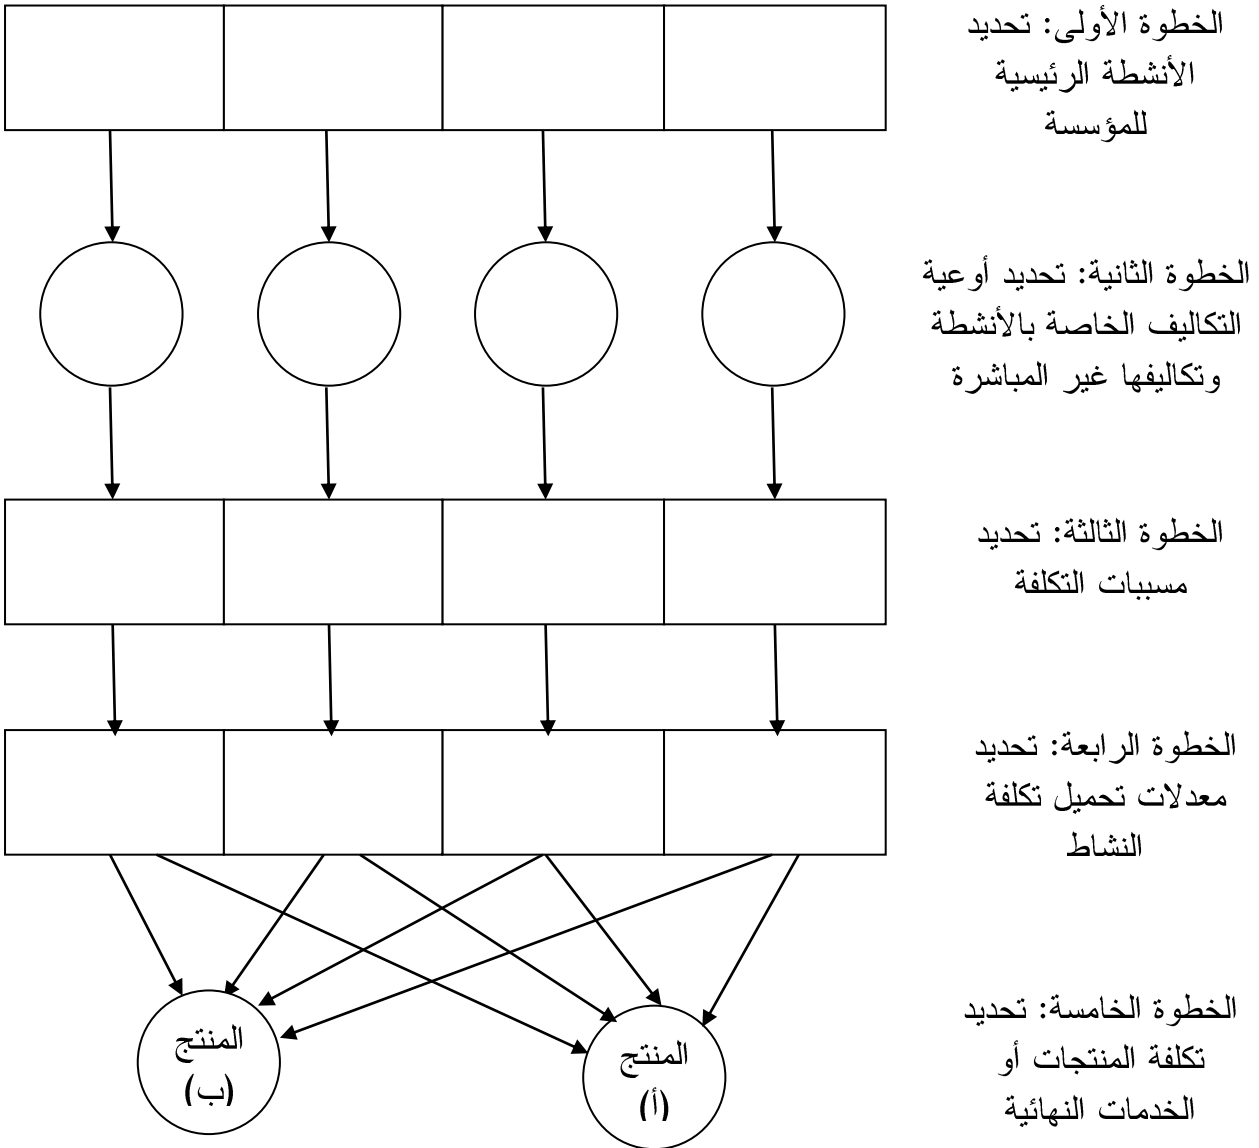 الخطوة الأولى: تحديد
الأنشطة الرئيسية
للمؤسسة
الخطوة الثانية: تحديد أوعية
التكاليف الخاصة بالأنشطة
وتكاليفها غير المباشرة
الخطوة الثالثة: تحديد
مسببات التكلفة
الخطوة الرابعة: تحديد
معدلات تحميل تكلفة
النشاط
الخطوة الخامسة: تحديد
تكلفة المنتجات أو
الخدمات النهائية
المنتج
(أ)
المنتج
(ب)